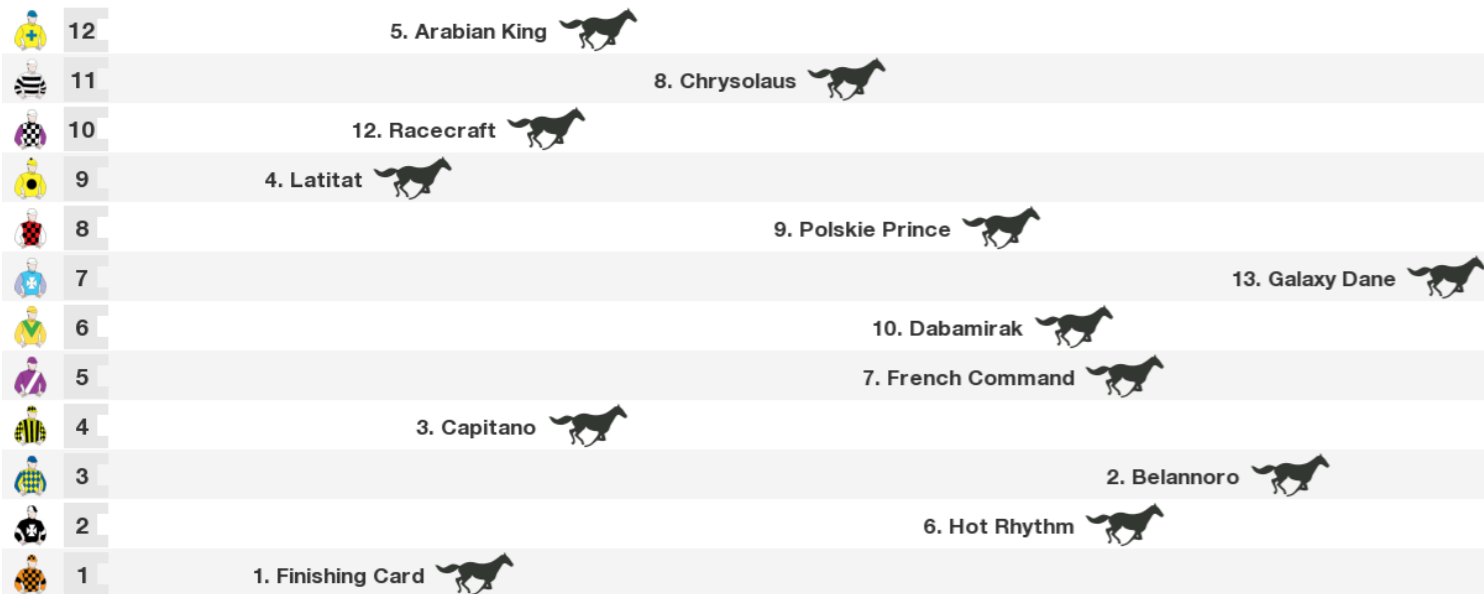 12 5. Arabian King
11 8. Chrysolaus
10 12. Racecraft
9 4. Latitat
8 9. Polskie Prince
7 13. Galaxy Dane
6 10. Dabamirak
5 7. French Command
4 3. Capitano
3 2. Belannoro
2 6. Hot Rhythm
1 1. Finishing Card